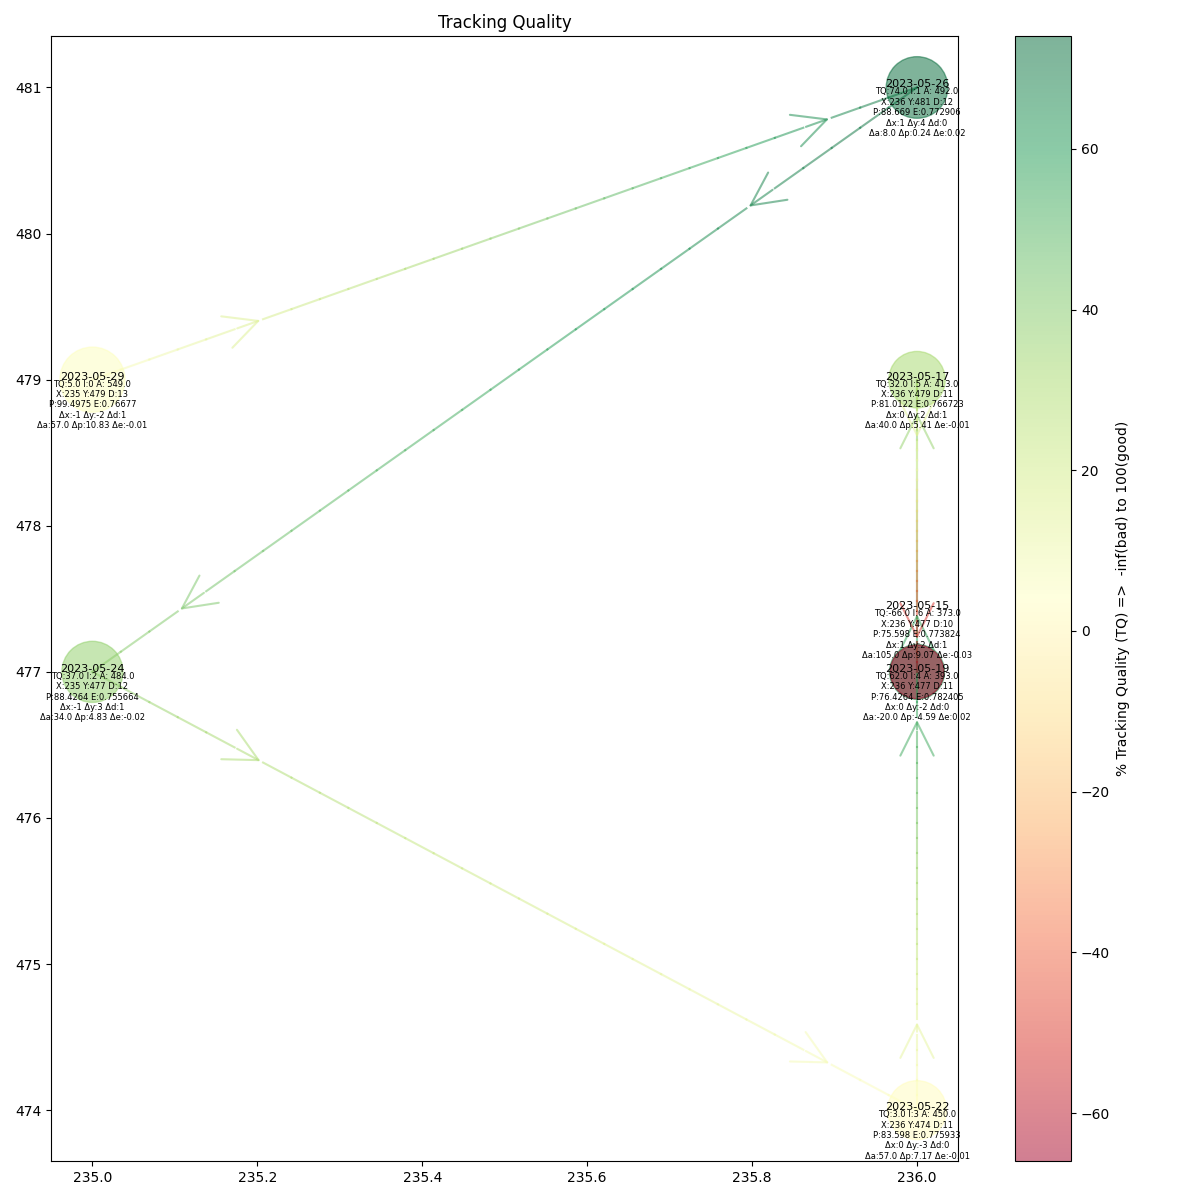 Tracking Quality
481
480
479
478
477
476
475
474
235.0
235.2
235.4
235.6
235.8
236.0
2023-05-26
TQ:74.0 I:1 A: 492.0
X:236 Y:481 D:12
P:88.669 E:0.772906
Δx:1 Δy:4 Δd:0
Δa:8.0 Δp:0.24 Δe:0.02
2023-05-29
TQ:5.0 I:0 A: 549.0
X:235 Y:479 D:13
P:99.4975 E:0.76677
Δx:-1 Δy:-2 Δd:1
Δa:57.0 Δp:10.83 Δe:-0.01
2023-05-17
TQ:32.0 I:5 A: 413.0
X:236 Y:479 D:11
P:81.0122 E:0.766723
Δx:0 Δy:2 Δd:1
Δa:40.0 Δp:5.41 Δe:-0.01
2023-05-15
TQ:-66.0 I:6 A: 373.0
X:236 Y:477 D:10
P:75.598 E:0.773824
Δx:1 Δy:2 Δd:1
Δa:105.0 Δp:9.07 Δe:-0.03
2023-05-19
TQ:62.0 I:4 A: 393.0
X:236 Y:477 D:11
P:76.4264 E:0.782405
Δx:0 Δy:-2 Δd:0
Δa:-20.0 Δp:-4.59 Δe:0.02
2023-05-24
TQ:37.0 I:2 A: 484.0
X:235 Y:477 D:12
P:88.4264 E:0.755664
Δx:-1 Δy:3 Δd:1
Δa:34.0 Δp:4.83 Δe:-0.02
2023-05-22
TQ:3.0 I:3 A: 450.0
X:236 Y:474 D:11
P:83.598 E:0.775933
Δx:0 Δy:-3 Δd:0
Δa:57.0 Δp:7.17 Δe:-0.01
60
40
20
0
−20
−40
−60
% Tracking Quality (TQ) => -inf(bad) to 100(good)